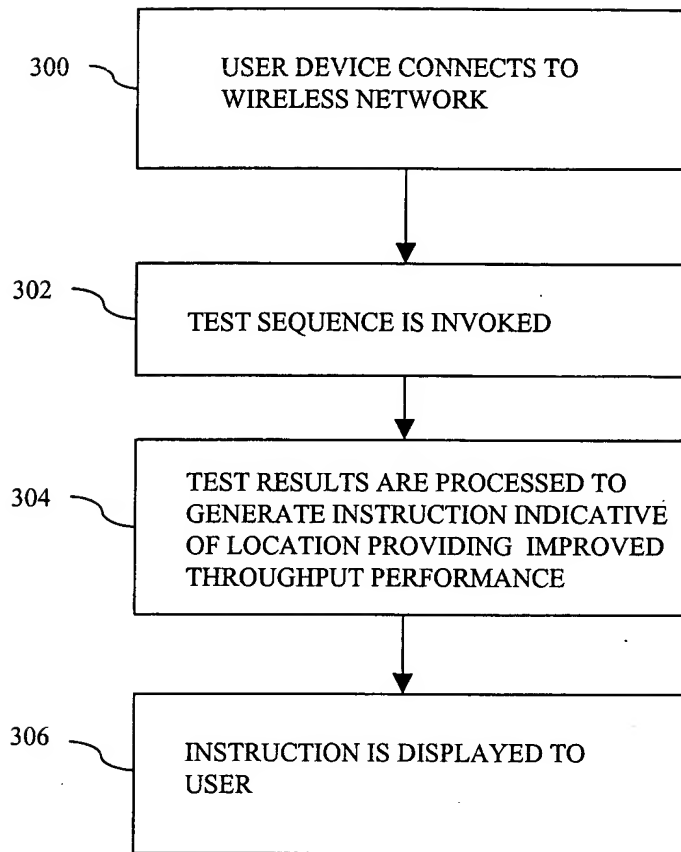 300
USER DEVICE CONNECTS TO
WIRELESS NETWORK
302
TEST SEQUENCE IS INVOKED
304
TEST RESULTS ARE PROCESSED TO
GENERATE INSTRUCTION INDICATIVE
OF LOCATION PROVIDING IMPROVED
THROUGHPUT PERFORMANCE
306
INSTRUCTION IS DISPLAYED TO
USER